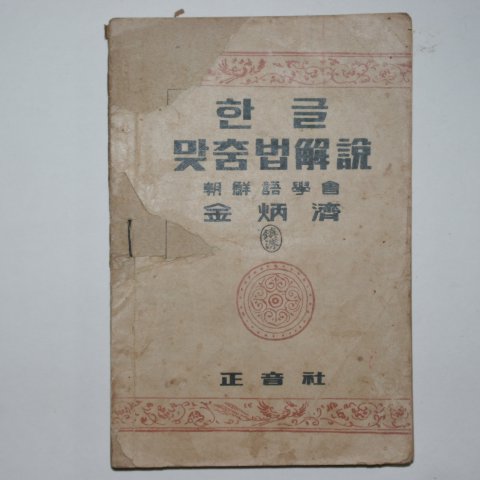 한글
맞춤법解說
朝鮮語學會
金炳濟
正音社